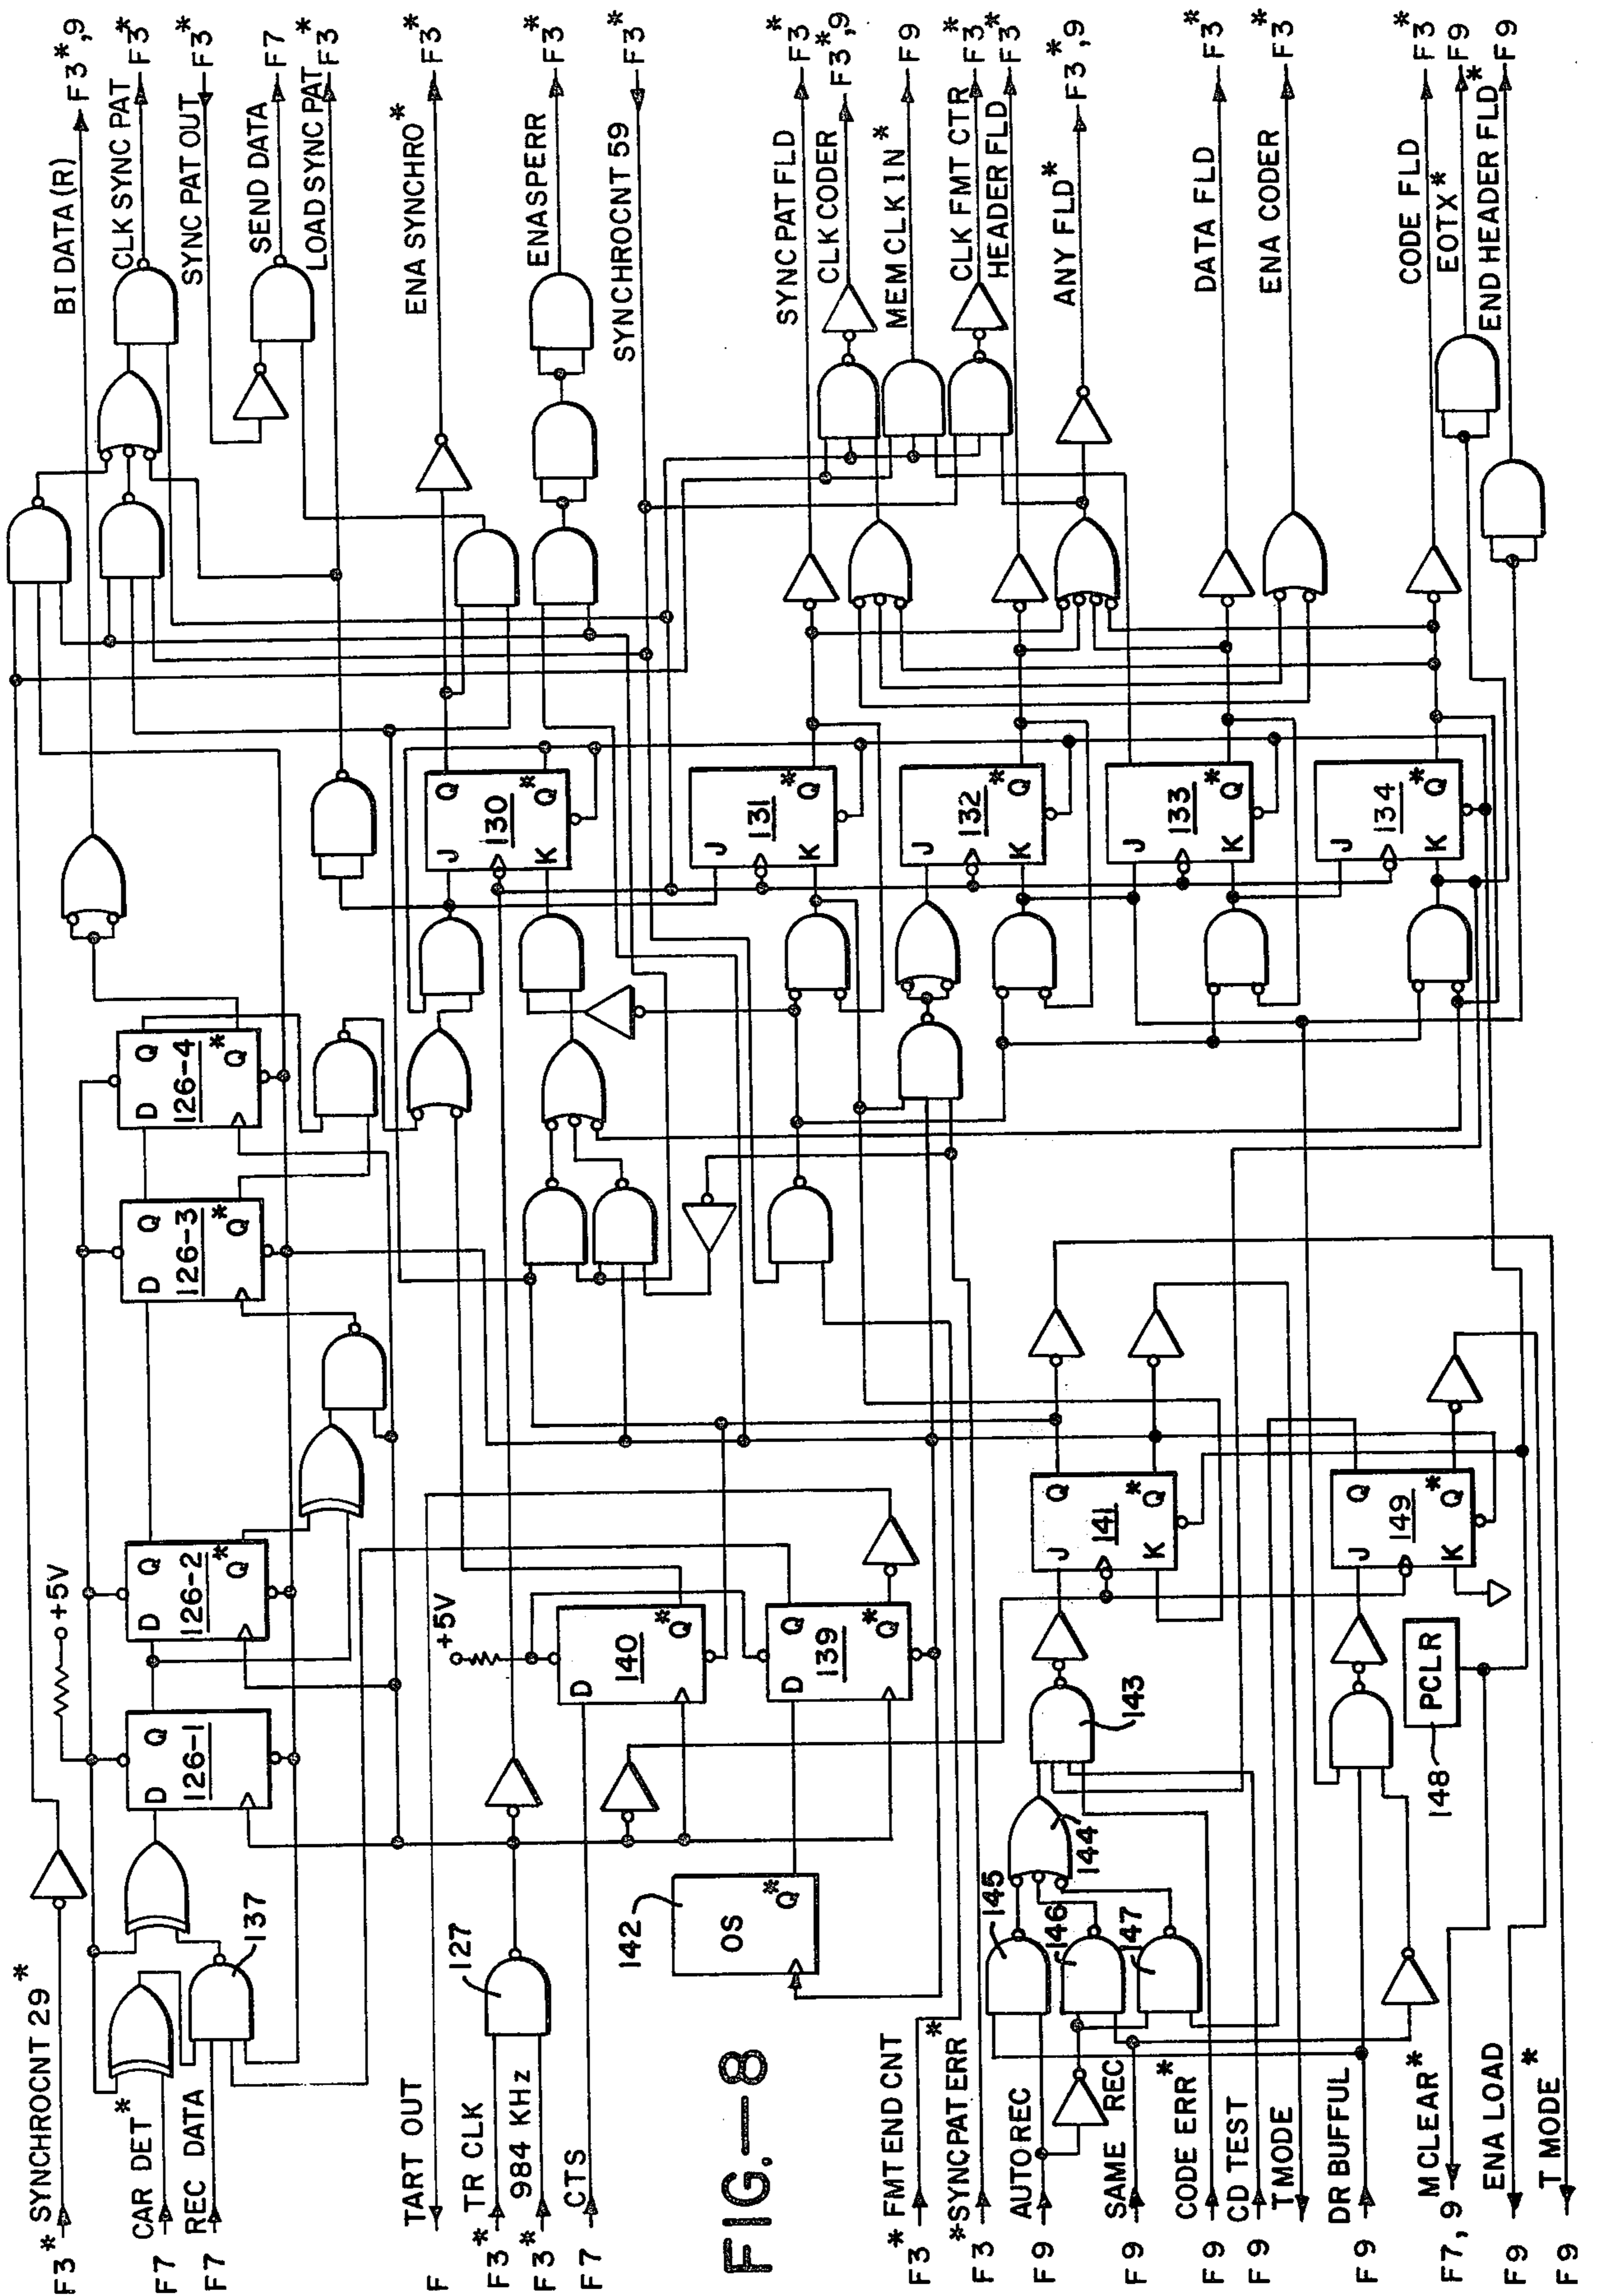 FIG.—8
F3* SYNCHROCNT 29*
F7 CAR DET*
F7 REC DATA
F TART OUT
F3* TR CLK
F3* 984 KHz
F7 CTS
F3* FMT END CNT
F3 *SYNC PAT ERR*
F9 AUTO REC
F9 SAME REC
F9 CODE ERR*
F9 CD TEST
T MODE
F9 DR BUFFUL
F7,9 M CLEAR*
F9 ENA LOAD
F9 T MODE*
137
127
142
OS
Q*
+5V
D Q
126-1
D Q
126-2
Q*
D Q
126-3
Q*
D Q
126-4
Q*
+5V
D
140
Q*
D Q
139
Q*
145
146
147
144
143
148
PCLR
J Q
141
K Q*
J Q
149
K Q*
J Q
130
K Q*
J
131
K Q*
J
132
K Q*
J
133
K Q*
J
134
K Q*
BI DATA (R) F3*,9
CLK SYNC PAT F3*
SYNC PAT OUT F3*
SEND DATA F7
LOAD SYNC PAT F3*
ENA SYNCHRO* F3*
ENASPERR F3*
SYNCHROCNT 59 F3*
SYNC PAT FLD F3*
CLK CODER F3*,9
MEM CLK IN* F9
CLK FMT CTR F3*
HEADER FLD F3*
ANY FLD* F3*,9
DATA FLD F3*
ENA CODER F3*
CODE FLD F3*
EOTX* F9
END HEADER FLD* F9